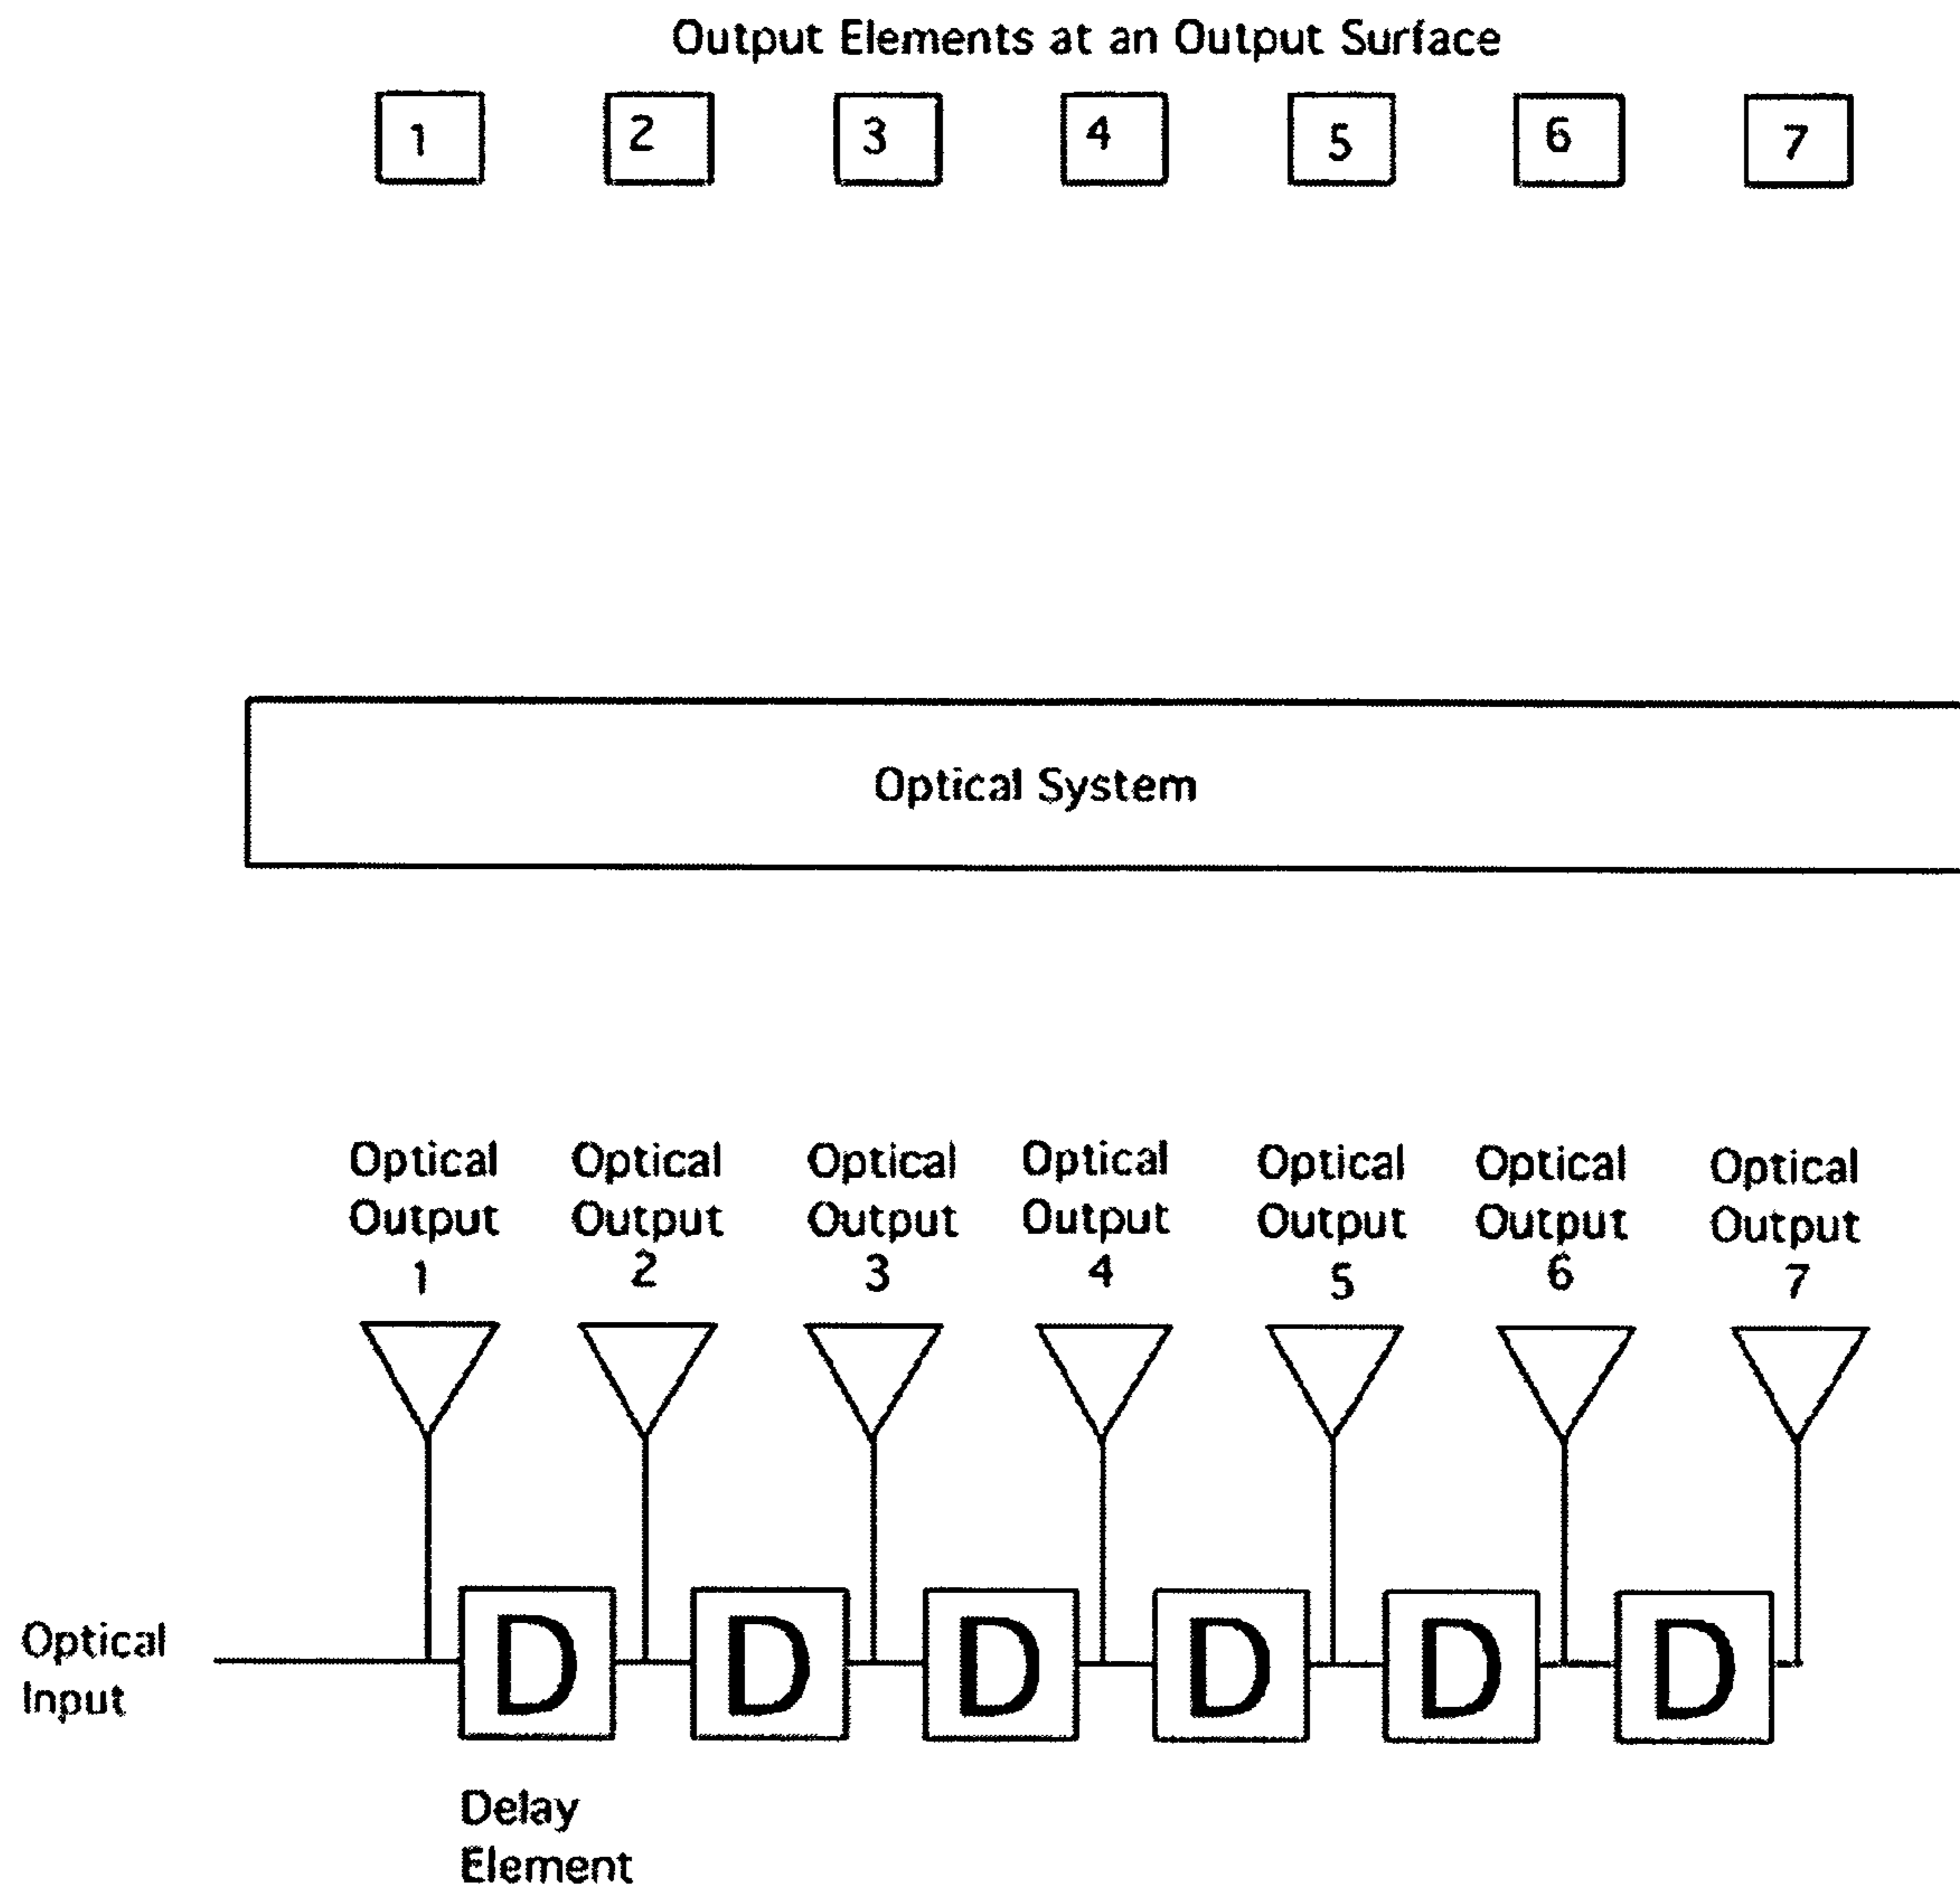 Output Elements at an Output Surface
1 2 3 4 5 6 7
Optical System
Optical Optical Optical Optical Optical Optical Optical
Output Output Output Output Output Output Output
1 2 3 4 5 6 7
Optical
Input
D D D D D D
Delay
Element